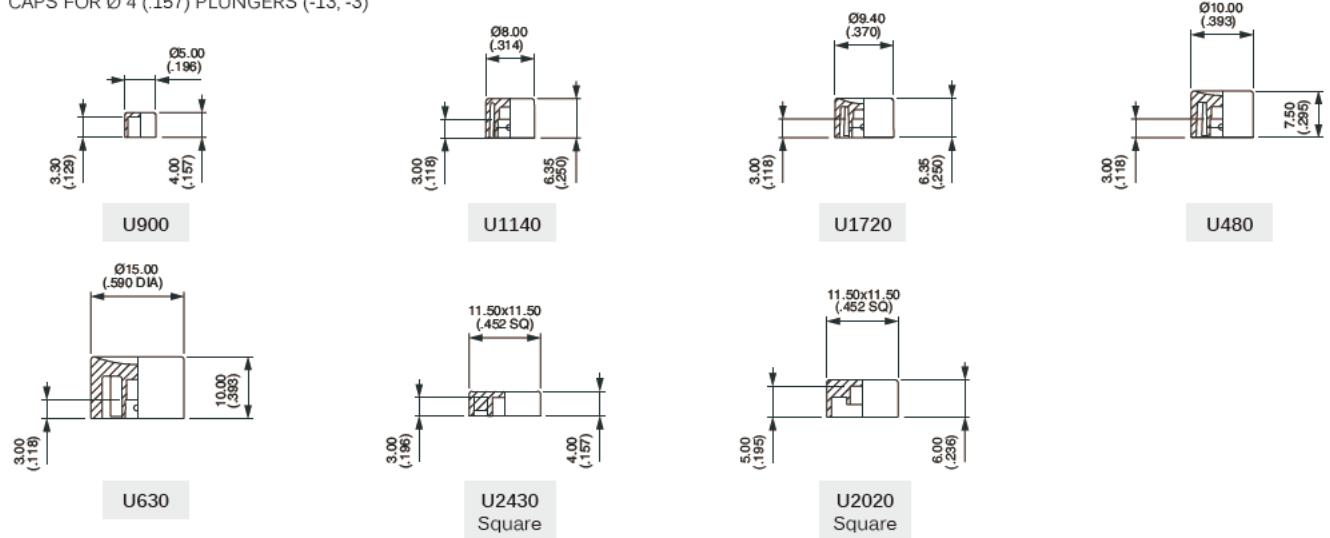 CAPS FOR Ø 4 (.157) PLUNGERS (-13, -3)
Ø5.00
(.196)
3.30
(.129)
4.00
(.157)
U900
Ø8.00
(.314)
3.00
(.118)
6.35
(.250)
U1140
Ø9.40
(.370)
3.00
(.118)
6.35
(.250)
U1720
Ø10.00
(.393)
3.00
(.118)
7.50
(.295)
U480
Ø15.00
(.590 DIA)
3.00
(.118)
10.00
(.393)
U630
11.50x11.50
(.452 SQ)
3.00
(.196)
4.00
(.157)
U2430
Square
11.50x11.50
(.452 SQ)
5.00
(.195)
6.00
(.236)
U2020
Square